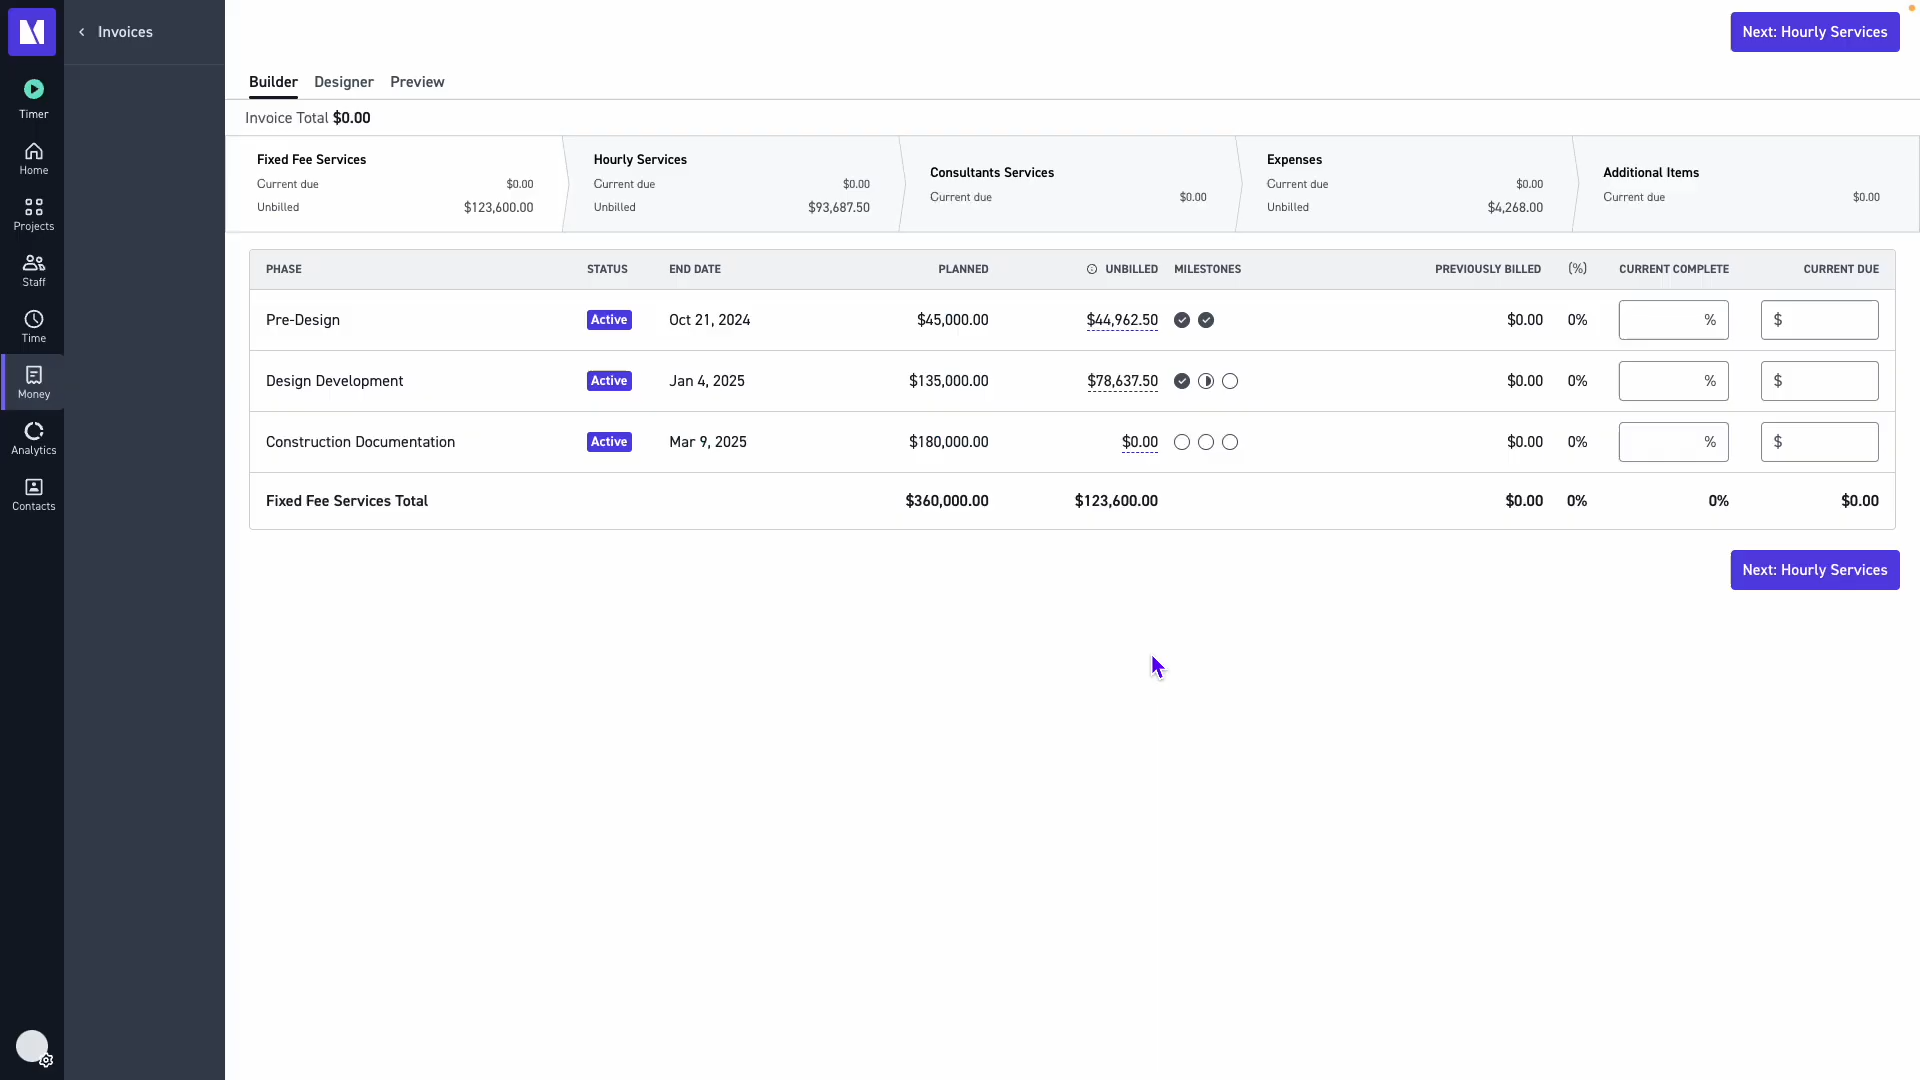 Invoices
Next: Hourly Services
Timer
Home
Projects
Staff
Time
Money
Analytics
Contacts
Builder Designer Preview
Invoice Total $0.00
Fixed Fee Services
Current due $0.00
Unbilled $123,600.00
Hourly Services
Current due $0.00
Unbilled $93,687.50
Consultants Services
Current due $0.00
Expenses
Current due $0.00
Unbilled $4,268.00
Additional Items
Current due $0.00
PHASE STATUS END DATE PLANNED UNBILLED MILESTONES PREVIOUSLY BILLED (%) CURRENT COMPLETE CURRENT DUE
Pre-Design Active Oct 21, 2024 $45,000.00 $44,962.50 $0.00 0% % $
Design Development Active Jan 4, 2025 $135,000.00 $78,637.50 $0.00 0% % $
Construction Documentation Active Mar 9, 2025 $180,000.00 $0.00 $0.00 0% % $
Fixed Fee Services Total $360,000.00 $123,600.00 $0.00 0% 0% $0.00
Next: Hourly Services